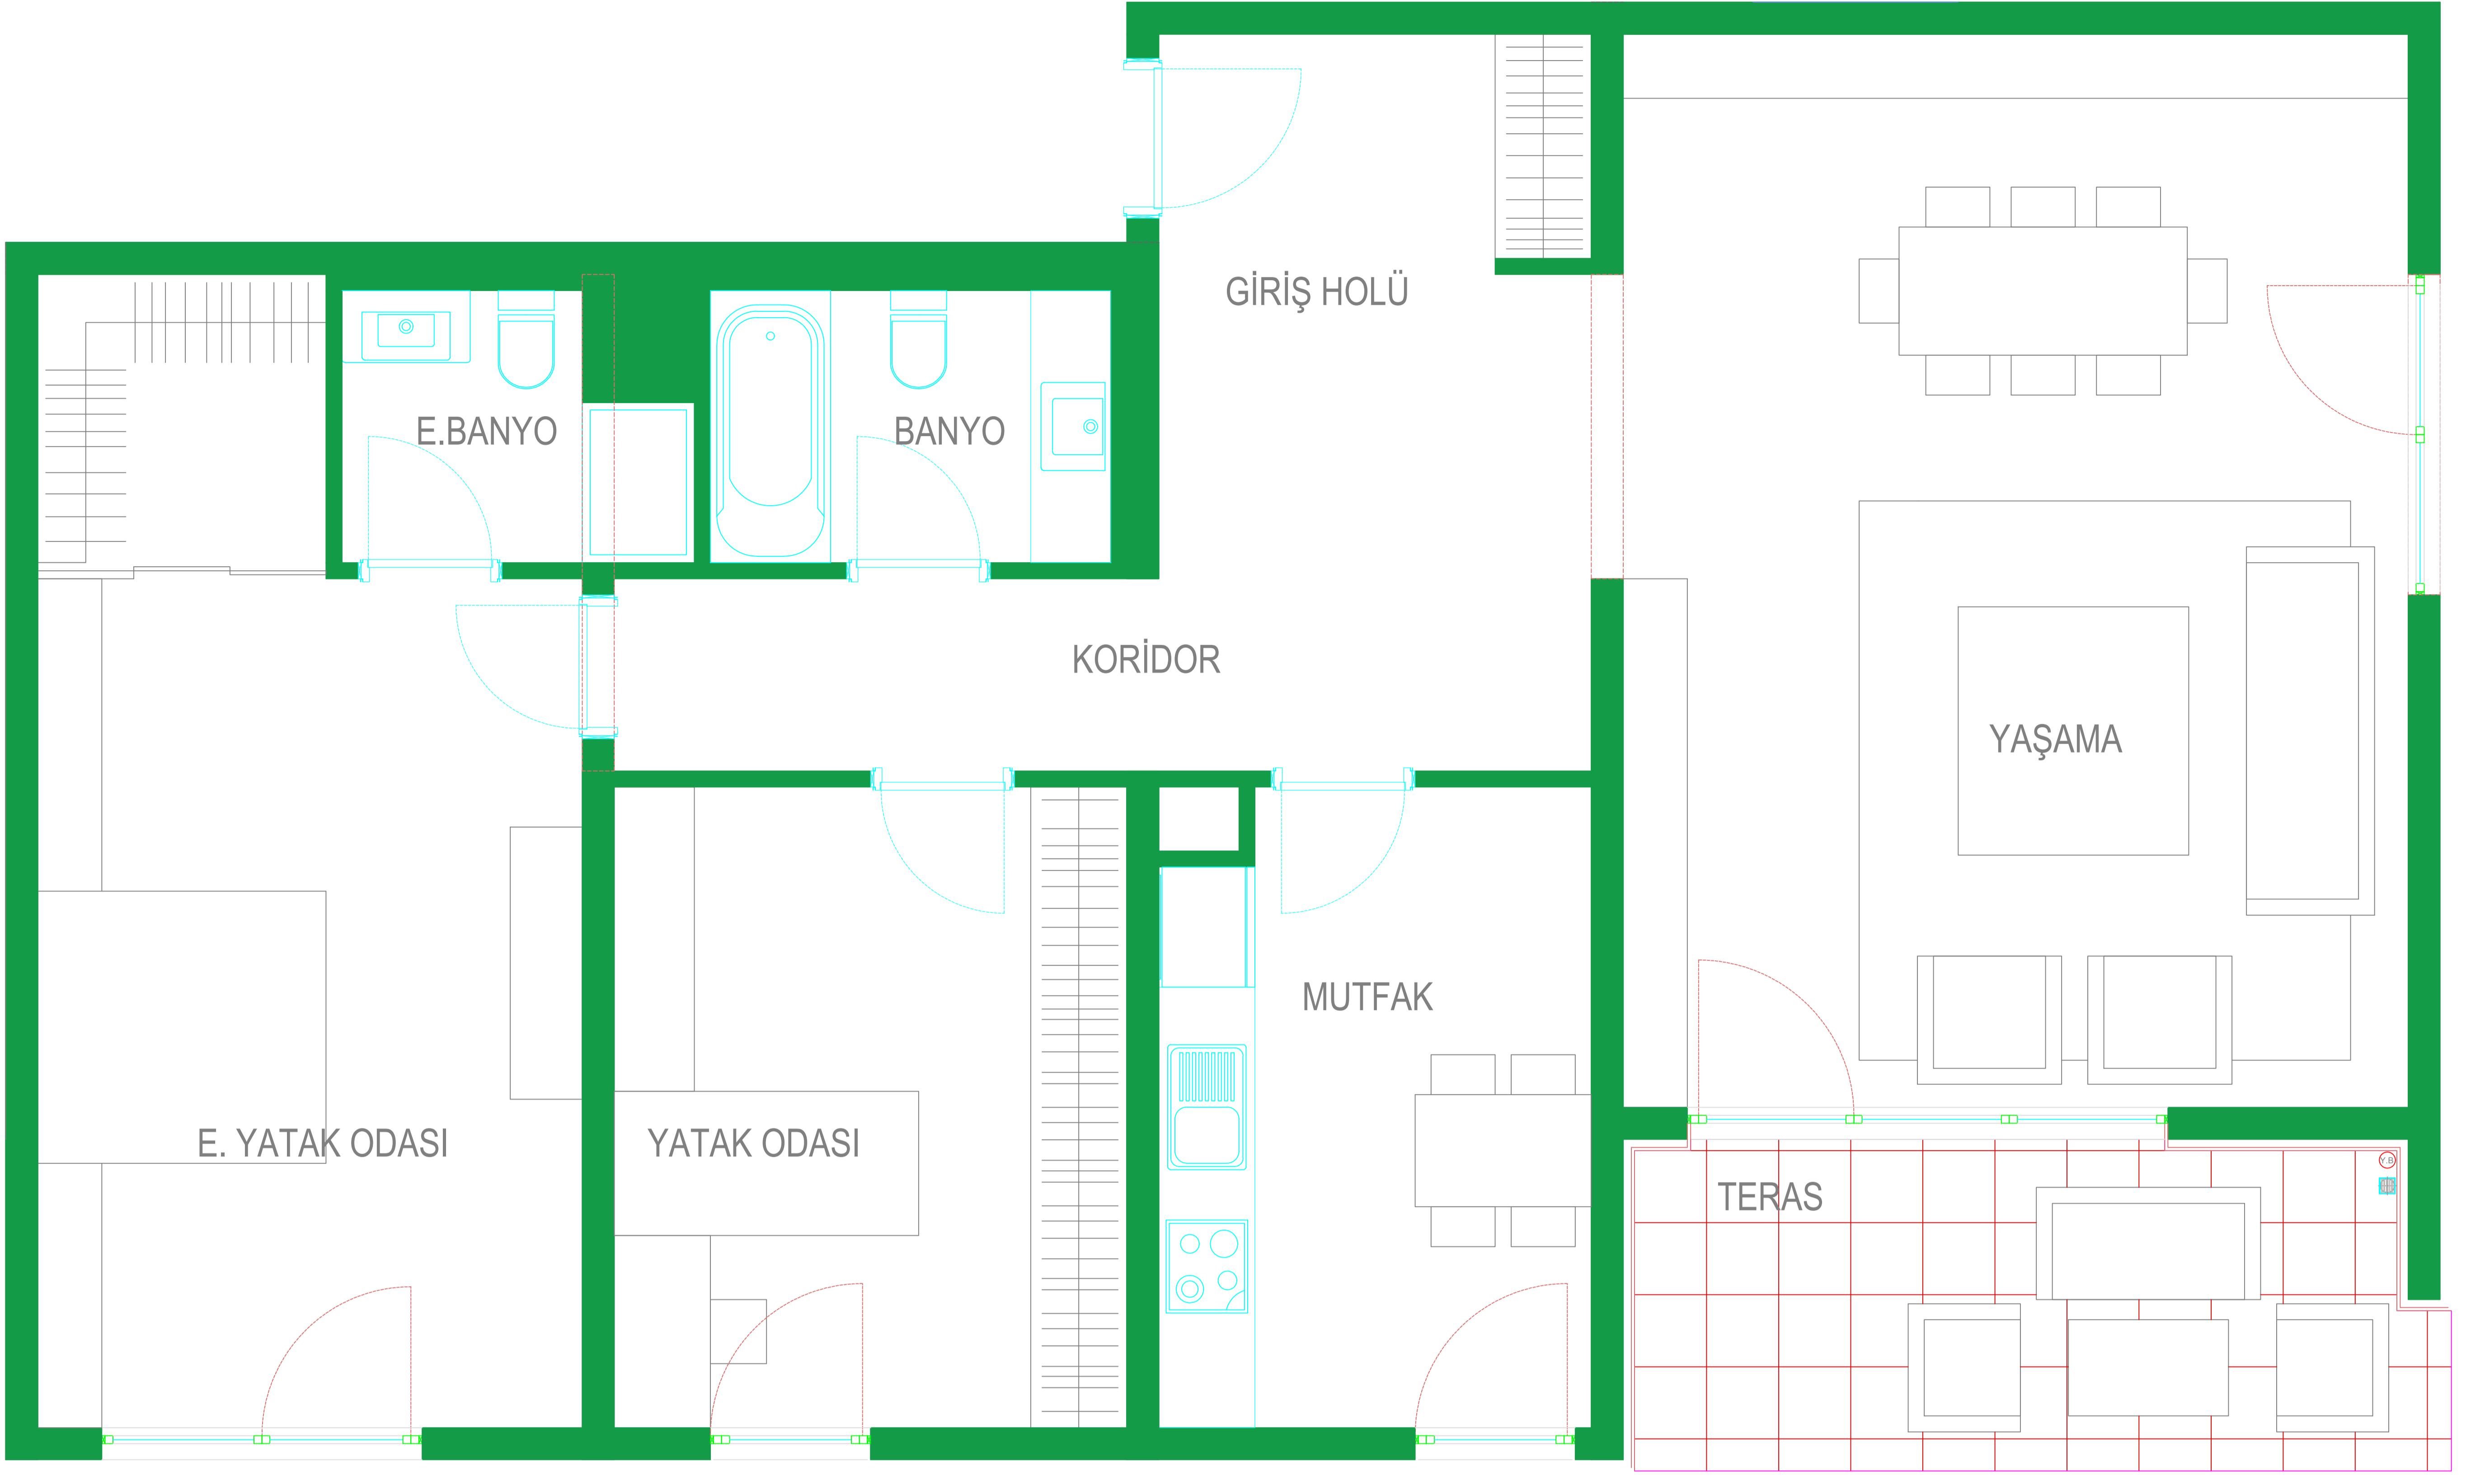 GİRİŞ HOLÜ
E.BANYO
BANYO
KORİDOR
YAŞAMA
MUTFAK
E. YATAK ODASI
YATAK ODASI
TERAS
Y.B